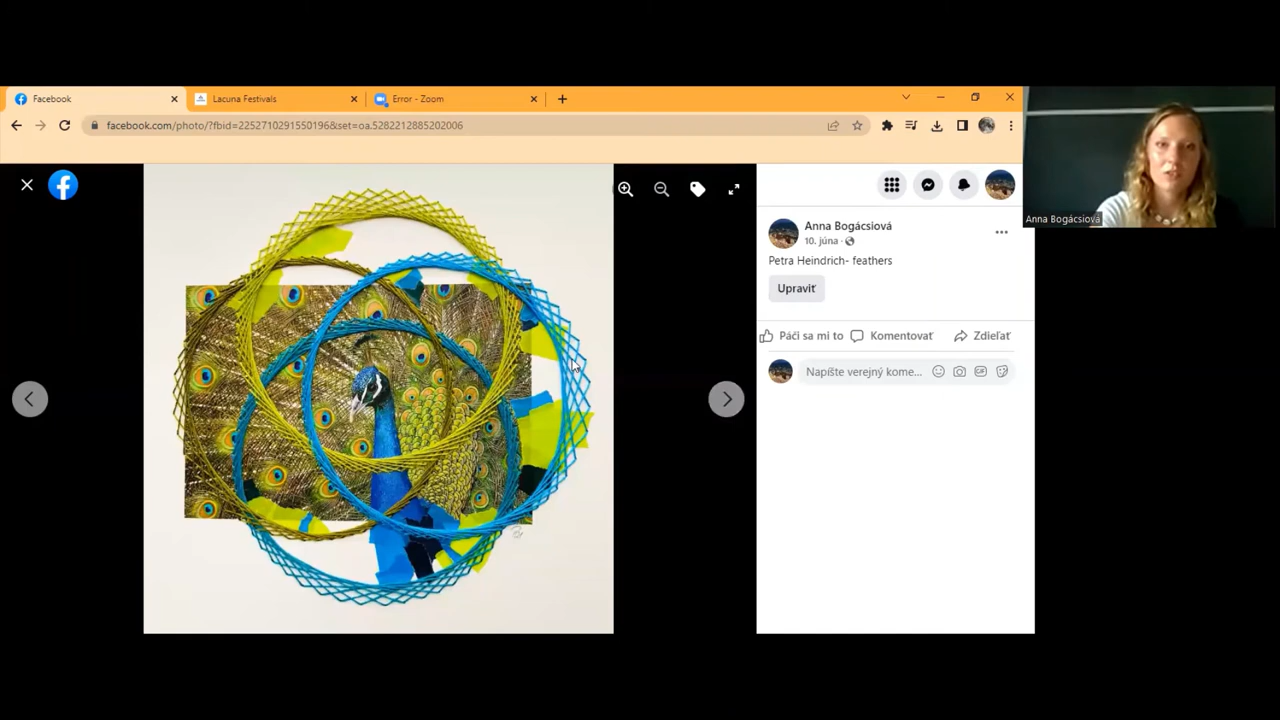 Facebook
Lacuna Festivals
Error - Zoom
facebook.com/photo/?fbid=2252710291550196&set=oa.5282212885202006
Anna Bogácsiová
Anna Bogácsiová
10. júna ·
Petra Heindrich- feathers
Upraviť
Páči sa mi to
Komentovať
Zdieľať
Napíšte verejný kome...
GIF